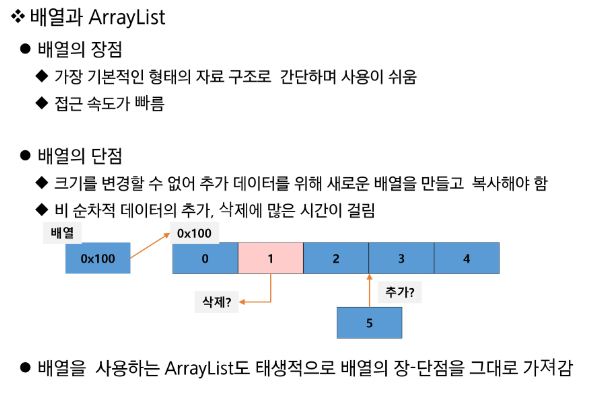 ❖ 배열과 ArrayList
● 배열의 장점
◆ 가장 기본적인 형태의 자료 구조로 간단하며 사용이 쉬움
◆ 접근 속도가 빠름
● 배열의 단점
◆ 크기를 변경할 수 없어 추가 데이터를 위해 새로운 배열을 만들고 복사해야 함
◆ 비 순차적 데이터의 추가, 삭제에 많은 시간이 걸림
배열 0x100
0x100 0 1 2 3 4
삭제? 추가?
5
● 배열을 사용하는 ArrayList도 태생적으로 배열의 장-단점을 그대로 가져감